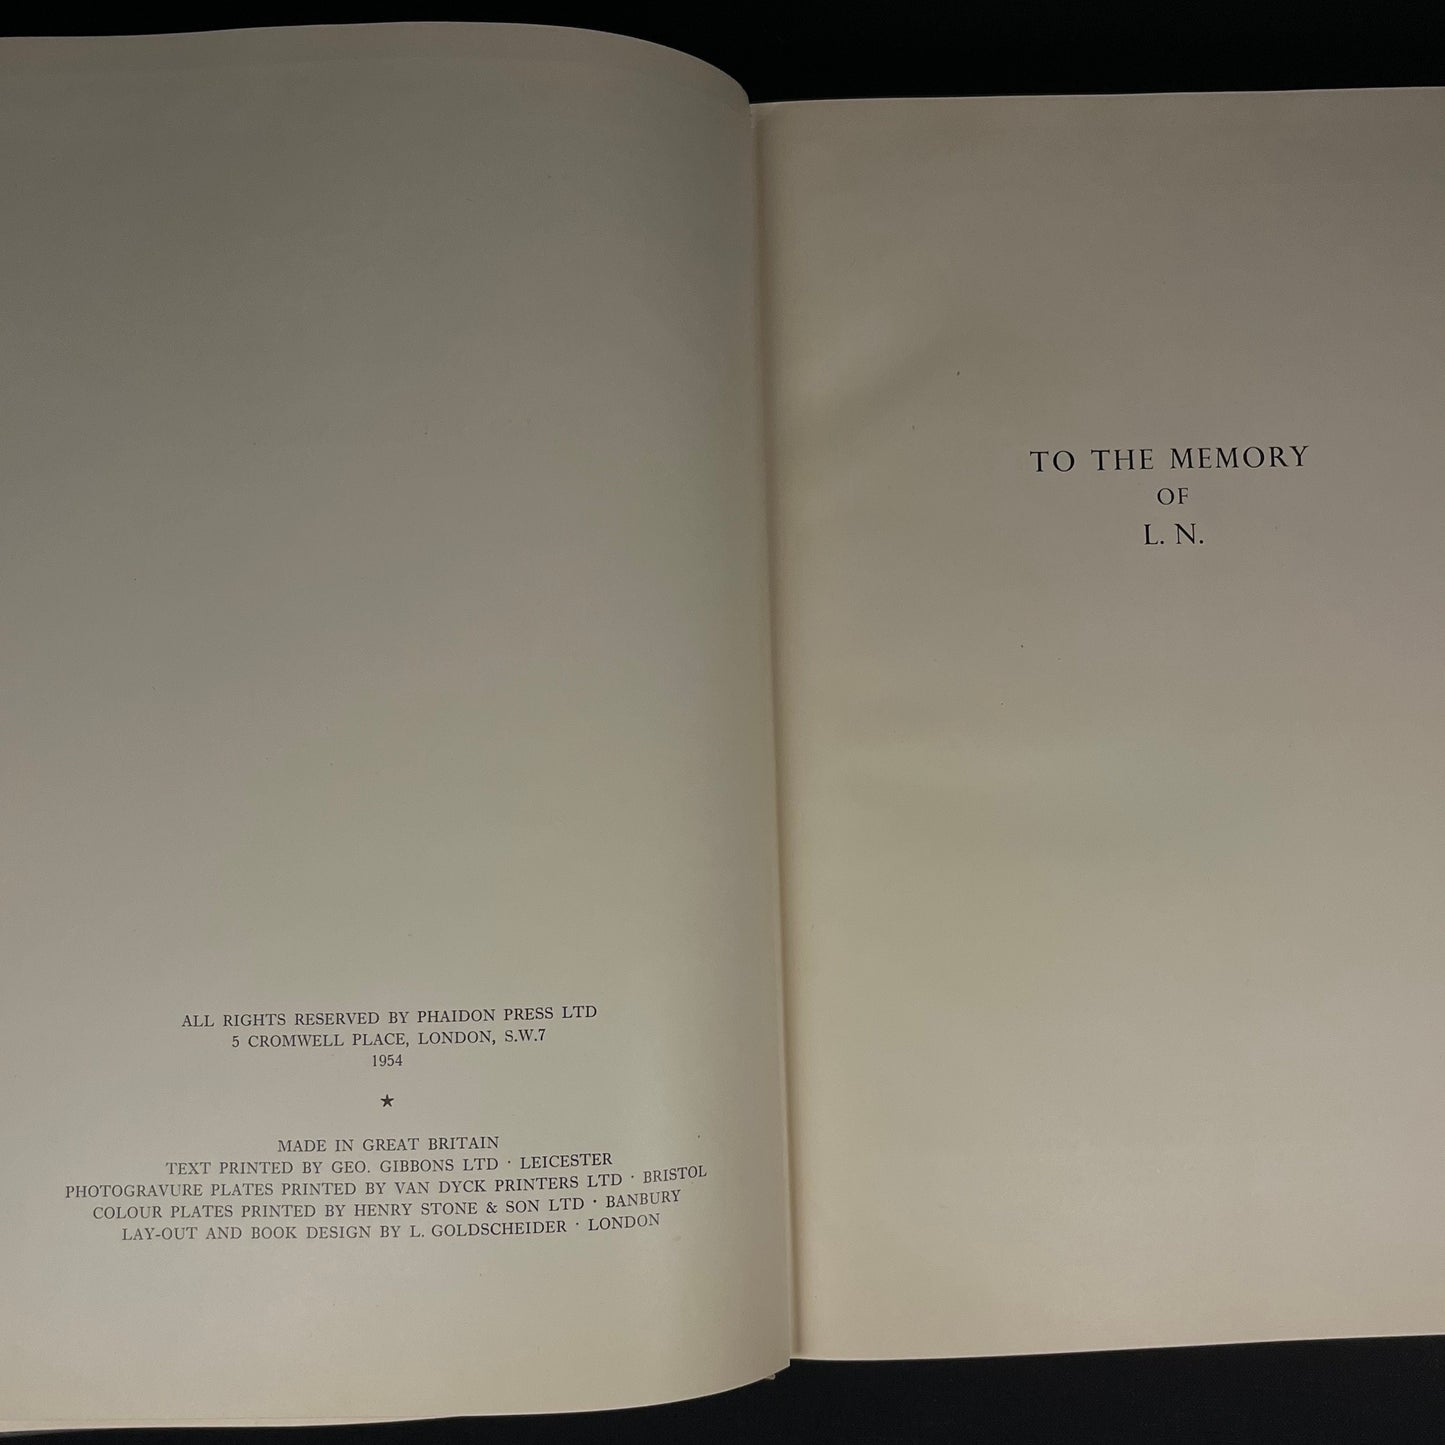 ALL RIGHTS RESERVED BY PHAIDON PRESS LTD
5 CROMWELL PLACE, LONDON, S.W.7
1954
★
MADE IN GREAT BRITAIN
TEXT PRINTED BY GEO. GIBBONS LTD · LEICESTER
PHOTOGRAVURE PLATES PRINTED BY VAN DYCK PRINTERS LTD · BRISTOL
COLOUR PLATES PRINTED BY HENRY STONE & SON LTD · BANBURY
LAY-OUT AND BOOK DESIGN BY L. GOLDSCHEIDER · LONDON
TO THE MEMORY
OF
L. N.